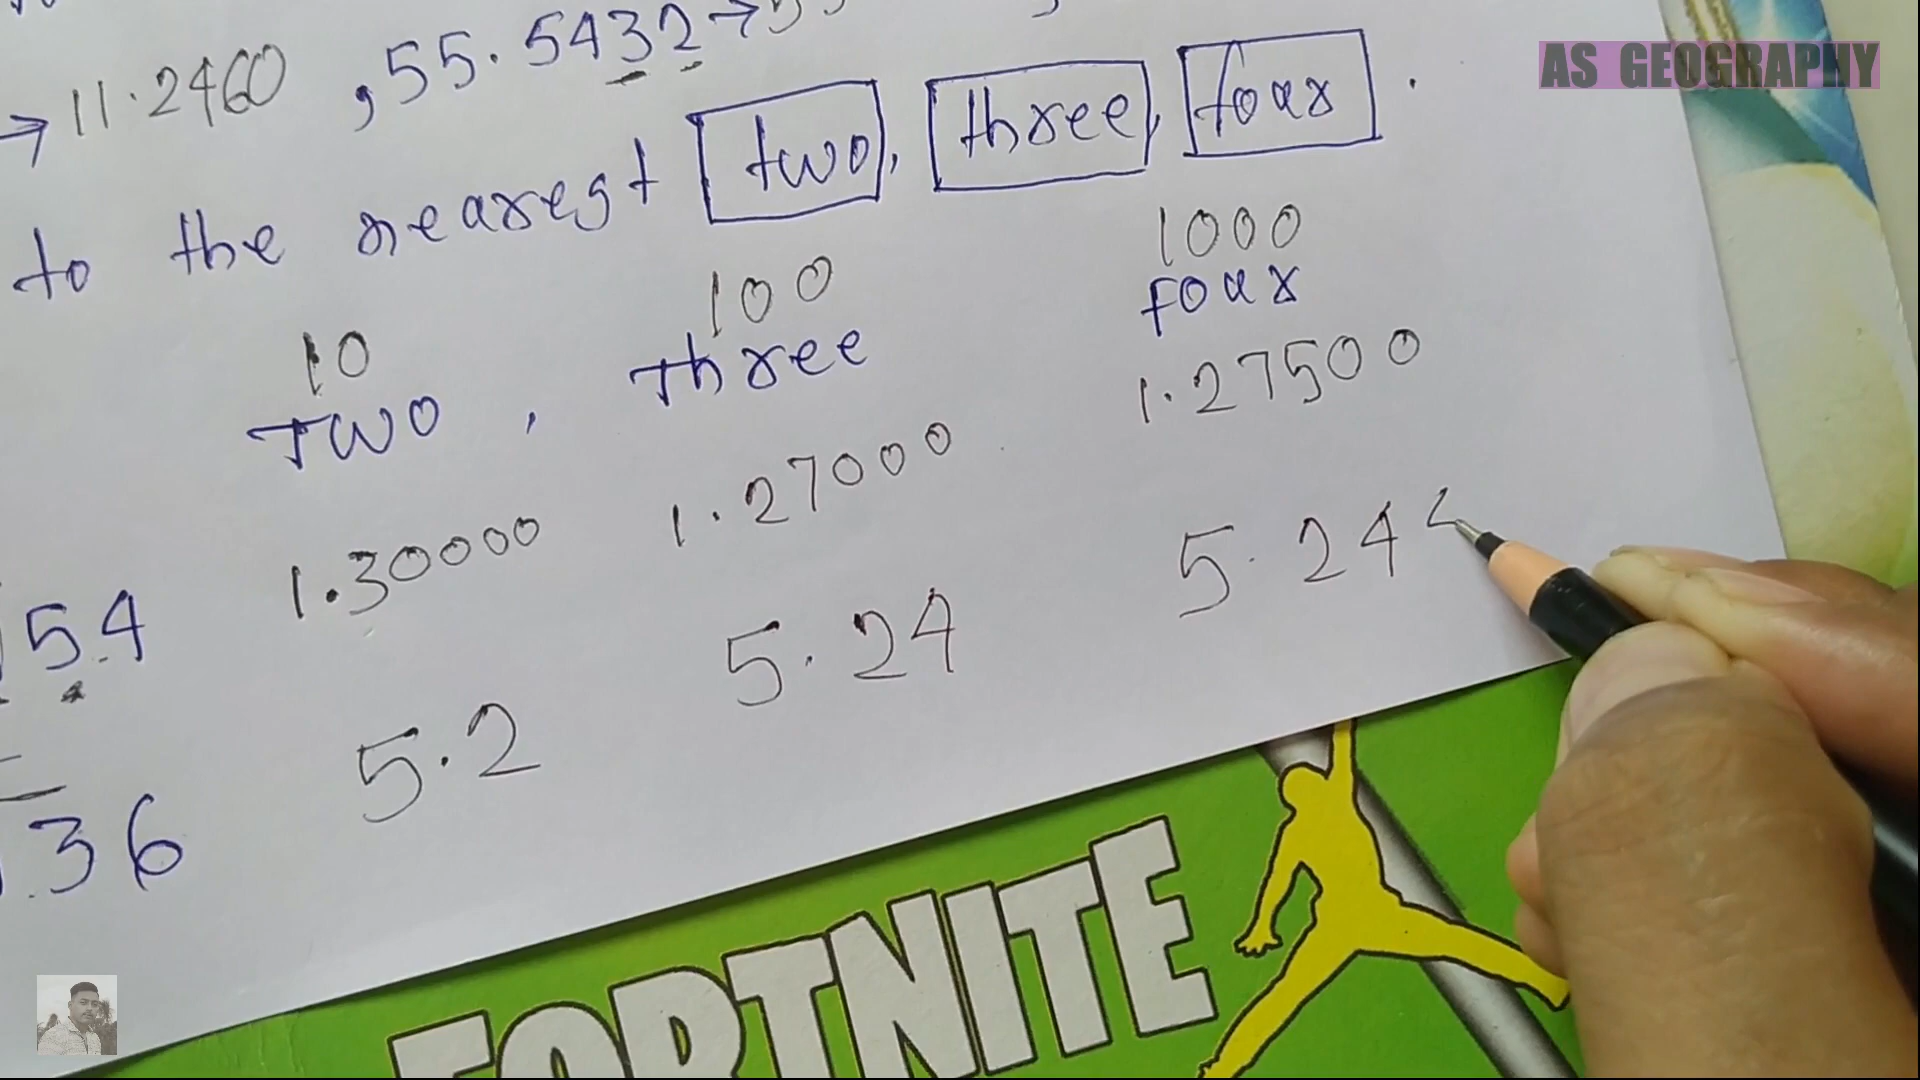 AS GEOGRAPHY
→ 11.2460 , 55.5432 →
to the nearest two, three, four.
10 100 1000
Two , Three Four
1.30000 1.27000 1.27500
54
5.2 5.24 5.24
.36
FORTNITE